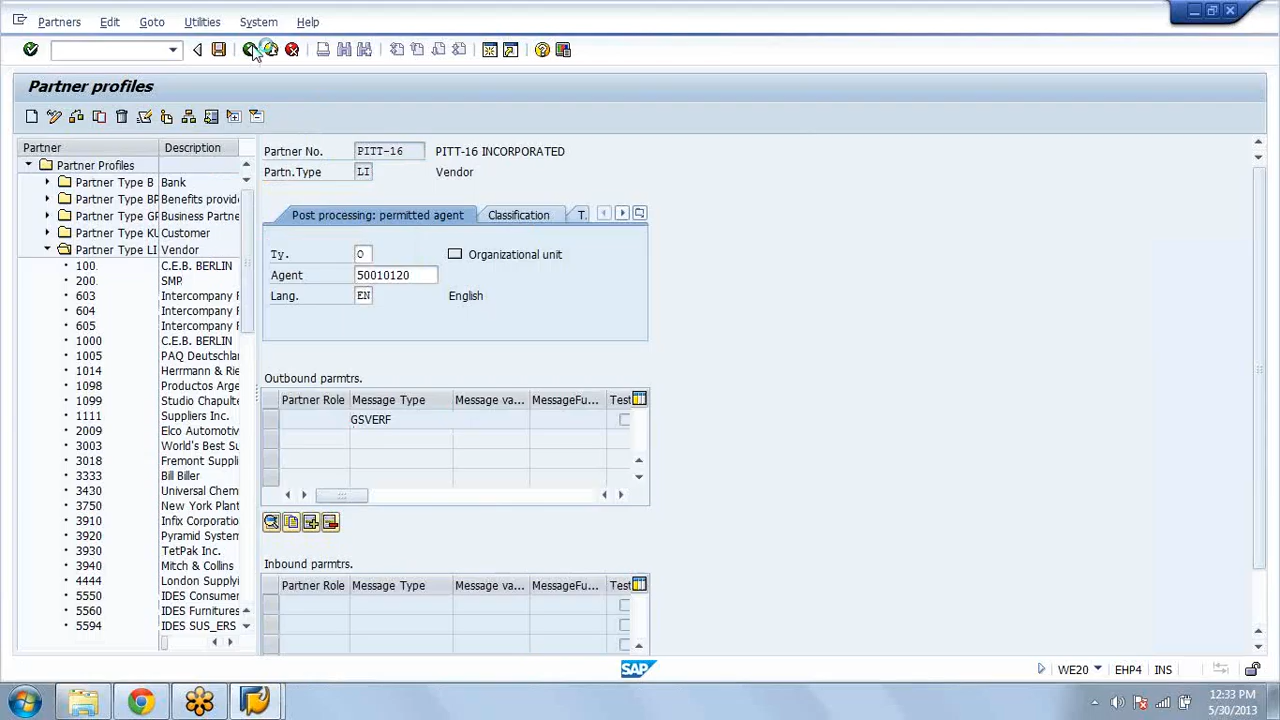 Partners Edit Goto Utilities System Help
Partner profiles
Partner Description
Partner Profiles
Partner Type B Bank
Partner Type BP Benefits provid
Partner Type GP Business Partne
Partner Type KU Customer
Partner Type LI Vendor
100 C.E.B. BERLIN
200 SMP
603 Intercompany
604 Intercompany
605 Intercompany
1000 C.E.B. BERLIN
1005 PAQ Deutschla
1014 Herrmann & Rie
1098 Productos Arge
1099 Studio Chapult
1111 Suppliers Inc.
2009 Elco Automotiv
3003 World's Best Su
3018 Fremont Suppli
3333 Bill Biller
3430 Universal Chem
3750 New York Plant
3910 Infix Corporatio
3920 Pyramid System
3930 TetPak Inc.
3940 Mitch & Collins
4444 London Supply
5550 IDES Consumer
5560 IDES Furnitures
5594 IDES SUS_ERS
Partner No. PITT-16 PITT-16 INCORPORATED
Partn.Type LI Vendor
Post processing: permitted agent Classification T.
Ty. O Organizational unit
Agent 50010120
Lang. EN English
Outbound parmtrs.
Partner Role Message Type Message va... MessageFu... Test
GSVERF
Inbound parmtrs.
Partner Role Message Type Message va... MessageFu... Test
SAP WE20 EHP4 INS
12:33 PM
5/30/2013